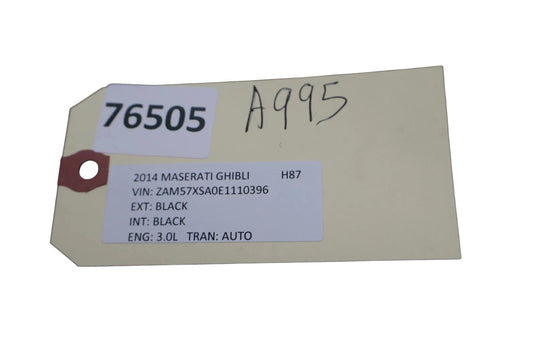 76505
A995
2014 MASERATI GHIBLI H87
VIN: ZAM57XSA0E1110396
EXT: BLACK
INT: BLACK
ENG: 3.0L TRAN: AUTO